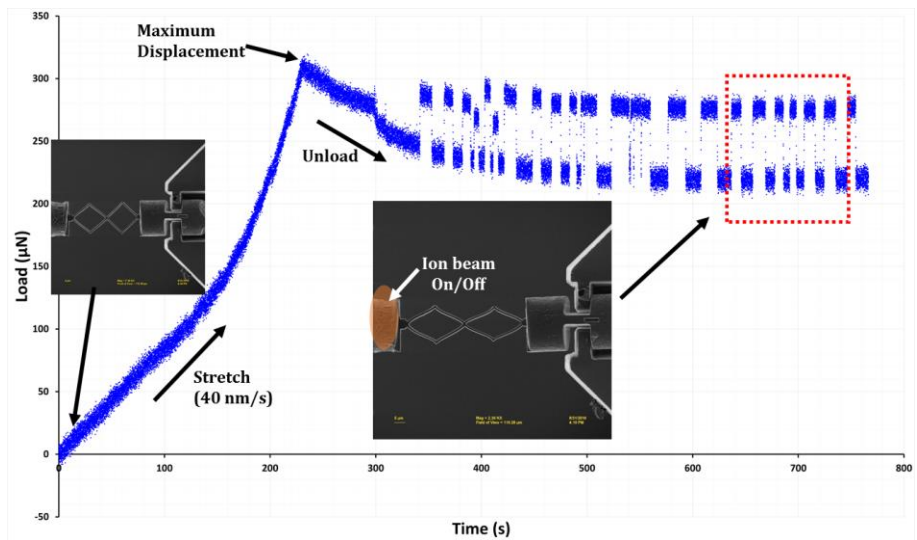 350
300
250
200
150
100
50
0
-50
Load (µN)
0
100
200
300
400
500
600
700
800
Time (s)
Maximum
Displacement
Unload
Stretch
(40 nm/s)
Ion beam
On/Off